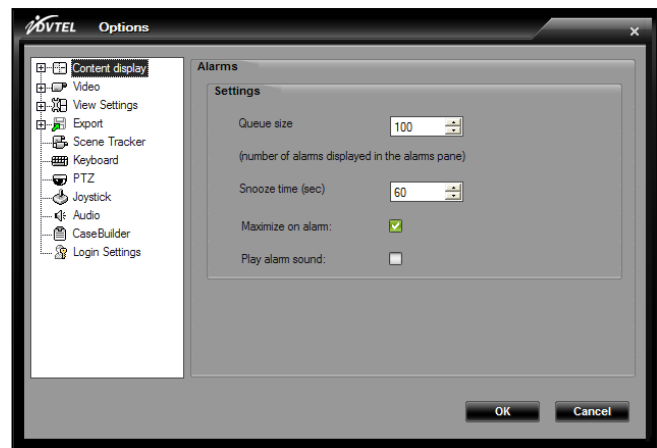 iOVTEL Options
Content display
Video
View Settings
Export
Scene Tracker
Keyboard
PTZ
Joystick
Audio
CaseBuilder
Login Settings
Alarms
Settings
Queue size 100
(number of alarms displayed in the alarms pane)
Snooze time (sec) 60
Maximize on alarm:
Play alarm sound:
OK Cancel